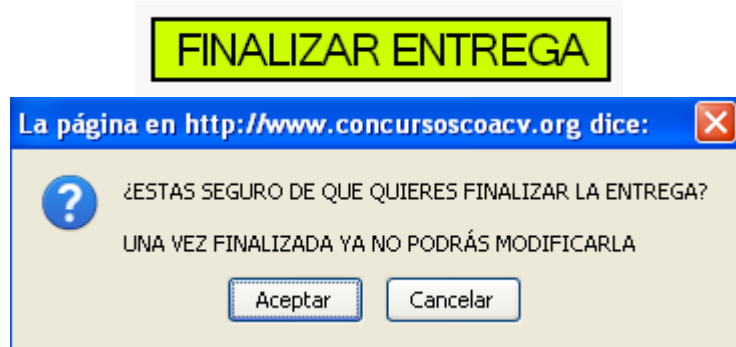 FINALIZAR ENTREGA
La página en http://www.concursoscoacv.org dice:
¿ESTAS SEGURO DE QUE QUIERES FINALIZAR LA ENTREGA?
UNA VEZ FINALIZADA YA NO PODRÁS MODIFICARLA
Aceptar Cancelar